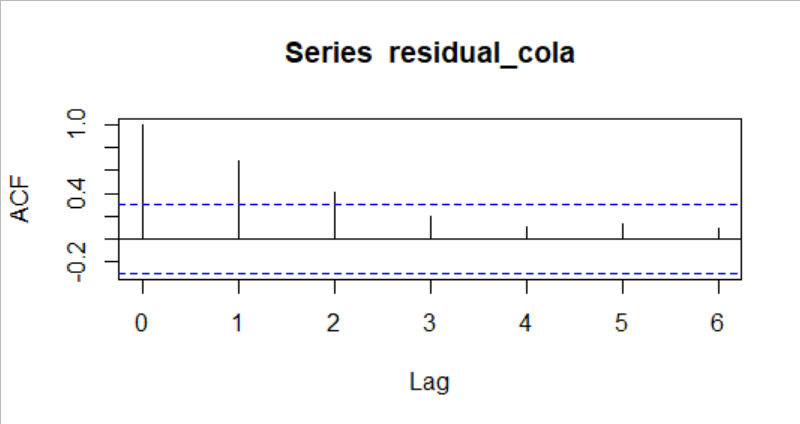 Series residual_cola
ACF
1.0
0.4
-0.2
0 1 2 3 4 5 6
Lag